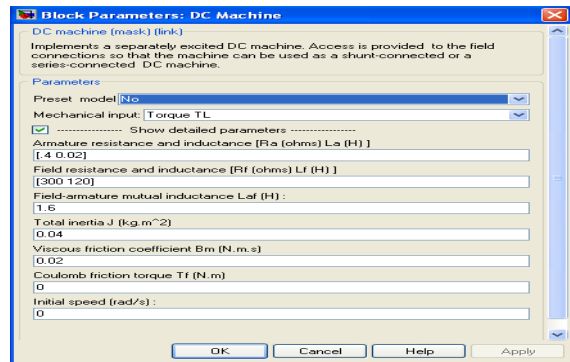 Block Parameters: DC Machine
DC machine (mask) (link)
Implements a separately excited DC machine. Access is provided to the field
connections so that the machine can be used as a shunt-connected or a
series-connected DC machine.
Parameters
Preset model No
Mechanical input: Torque TL
---------------- Show detailed parameters ----------------
Armature resistance and inductance [Ra (ohms) La (H) ]
[.4 0.02]
Field resistance and inductance [Rf (ohms) Lf (H) ]
[300 120]
Field-armature mutual inductance Laf (H) :
1.6
Total inertia J (kg.m^2)
0.04
Viscous friction coefficient Bm (N.m.s)
0.02
Coulomb friction torque Tf (N.m)
0
Initial speed (rad/s) :
0
OK Cancel Help Apply